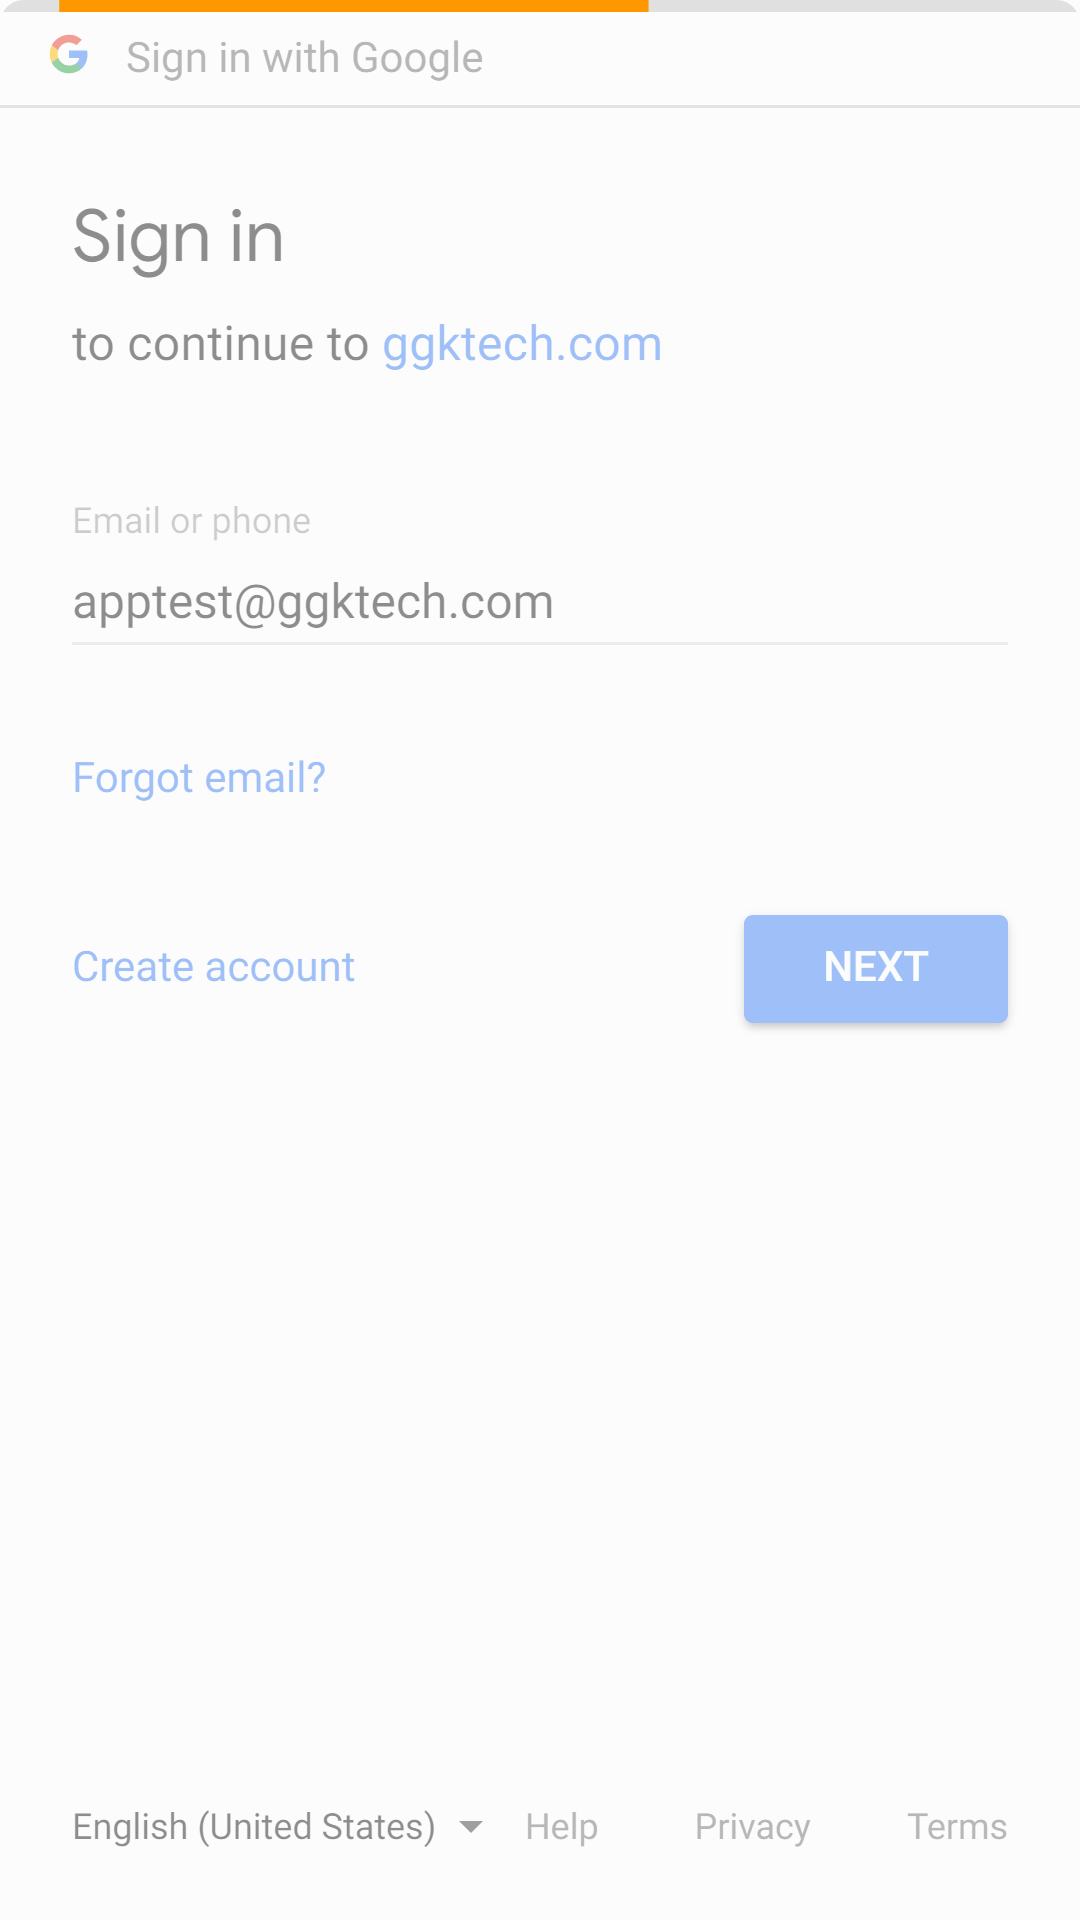 Sign in with Google
Sign in
to continue to ggktech.com
Email or phone
apptest@ggktech.com
Forgot email?
Create account
NEXT
English (United States) Help Privacy Terms